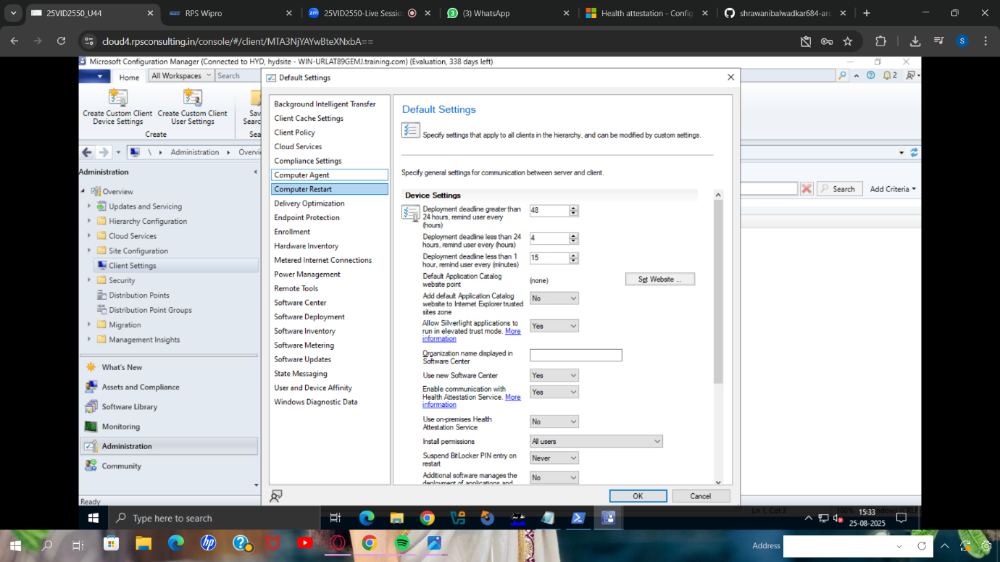 25VID2550_U44
RPS Wipro
25VID2550-Live Sessio
(3) WhatsApp
Health attestation - Config
shrawanibalwadkar684-arc
cloud4.rpsconsulting.in/console/#/client/MTA3NjYAYwBteXNxbA==
S
Microsoft Configuration Manager (Connected to HYD, hydsite - WIN-URLAT89GEMJ.training.com) (Evaluation, 338 days left)
Home
All Workspaces
Search
2
Create Custom Client Device Settings
Create Custom Client User Settings
Sav
Searc
Create
Sea
\ Administration Overvi
Administration
Overview
Updates and Servicing
Hierarchy Configuration
Cloud Services
Site Configuration
Client Settings
Security
Distribution Points
Distribution Point Groups
Migration
Management Insights
What's New
Assets and Compliance
Software Library
Monitoring
Administration
Community
Ready
Search
Add Criteria
Default Settings
Background Intelligent Transfer
Client Cache Settings
Client Policy
Cloud Services
Compliance Settings
Computer Agent
Computer Restart
Delivery Optimization
Endpoint Protection
Enrollment
Hardware Inventory
Metered Internet Connections
Power Management
Remote Tools
Software Center
Software Deployment
Software Inventory
Software Metering
Software Updates
State Messaging
User and Device Affinity
Windows Diagnostic Data
Default Settings
Specify settings that apply to all clients in the hierarchy, and can be modified by custom settings.
Specify general settings for communication between server and client.
Device Settings
Deployment deadline greater than
24 hours, remind user every
(hours)
48
Deployment deadline less than 24
hours, remind user every (hours)
4
Deployment deadline less than 1
hour, remind user every (minutes)
15
Default Application Catalog
website point
(none)
Set Website ...
Add default Application Catalog
website to Internet Explorer trusted
sites zone
No
Allow Silverlight applications to
run in elevated trust mode. More
information
Yes
Organization name displayed in
Software Center
Use new Software Center
Yes
Enable communication with
Health Attestation Service. More
information
Yes
Use on-premises Health
Attestation Service
No
Install permissions
All users
Suspend BitLocker PIN entry on
restart
Never
Additional software manages the
deployment of applications and
No
OK
Cancel
Ln 1, Col 3
100%
Type here to search
15:33
25-08-2025
Address